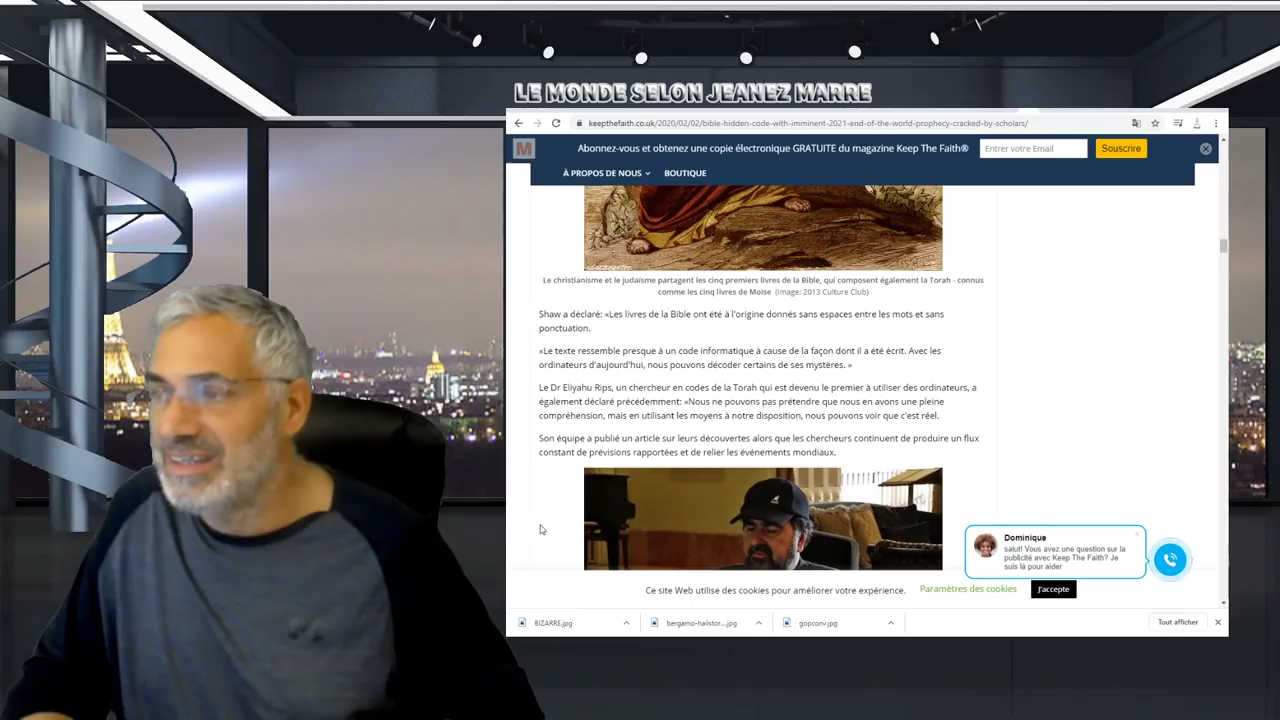 LE MONDE SELON JEANEZ MARRE
keepthefaith.co.uk/2020/02/02/bible-hidden-code-with-imminent-2021-end-of-the-world-prophecy-cracked-by-scholars/
M
Abonnez-vous et obtenez une copie électronique GRATUITE du magazine Keep The Faith®
Entrer votre Email
Souscrire
À PROPOS DE NOUS
BOUTIQUE
Le christianisme et le judaïsme partagent les cinq premiers livres de la Bible, qui composent également la Torah - connus
comme les cinq livres de Moïse (Image: 2013 Culture Club)
Shaw a déclaré: «Les livres de la Bible ont été à l'origine donnés sans espaces entre les mots et sans
ponctuation.
«Le texte ressemble presque à un code informatique à cause de la façon dont il a été écrit. Avec les
ordinateurs d'aujourd'hui, nous pouvons décoder certains de ses mystères. »
Le Dr Eliyahu Rips, un chercheur en codes de la Torah qui est devenu le premier à utiliser des ordinateurs, a
également déclaré précédemment: «Nous ne pouvons pas prétendre que nous en avons une pleine
compréhension, mais en utilisant les moyens à notre disposition, nous pouvons voir que c'est réel.
Son équipe a publié un article sur leurs découvertes alors que les chercheurs continuent de produire un flux
constant de prévisions rapportées et de relier les événements mondiaux.
Dominique
salut! Vous avez une question sur la
publicité avec Keep The Faith? Je
suis là pour aider
Ce site Web utilise des cookies pour améliorer votre expérience.
Paramètres des cookies
J'accepte
BIZARRE.jpg
bergamo-hailstor....jpg
gopconv.jpg
Tout afficher